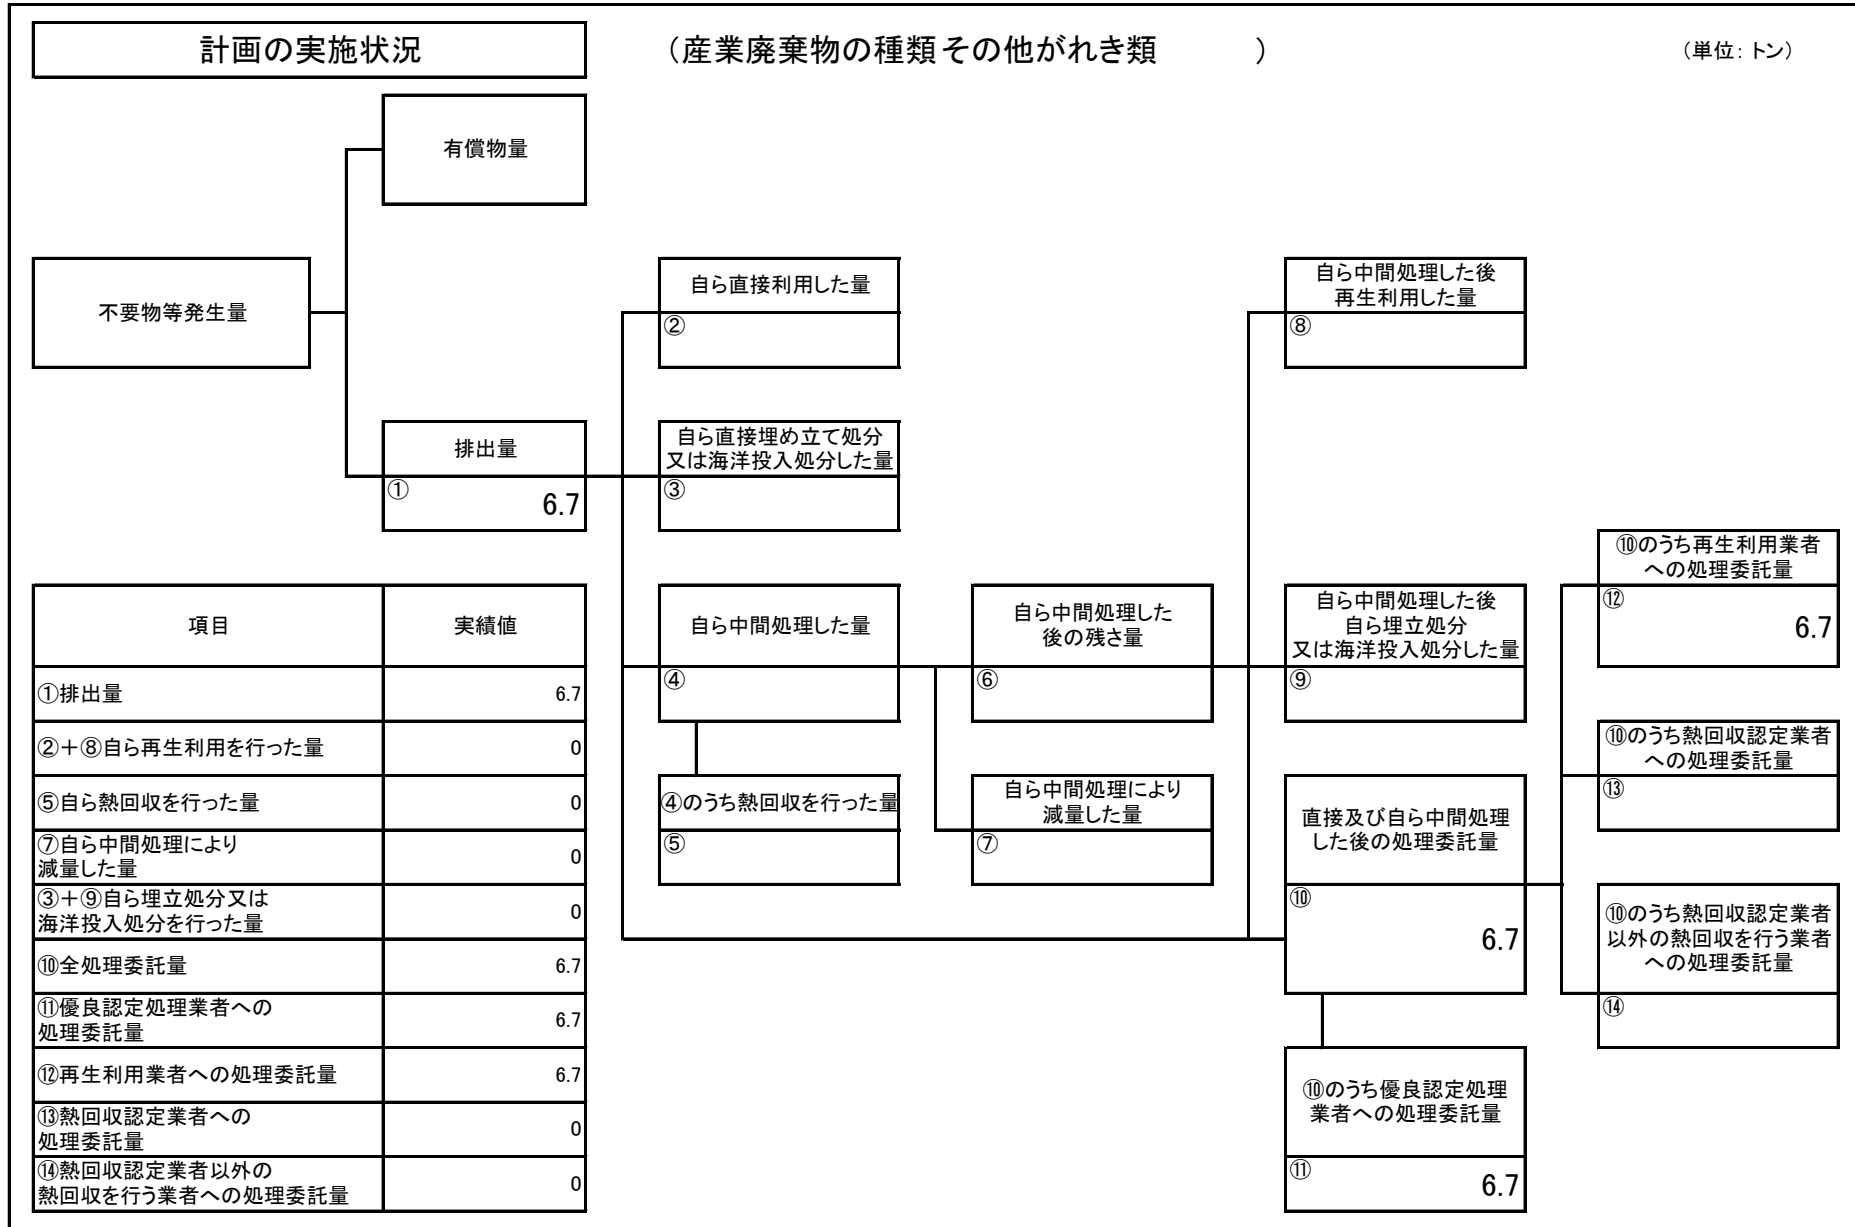 計画の実施状況
（産業廃棄物の種類その他がれき類　　　）
（単位：トン）
有償物量
不要物等発生量
自ら直接利用した量
②
自ら中間処理した後
再生利用した量
⑧
排出量
①
6.7
自ら直接埋め立て処分
又は海洋投入処分した量
③
⑩のうち再生利用業者
への処理委託量
⑫
6.7
自ら中間処理した量
④
自ら中間処理した
後の残さ量
⑥
自ら中間処理した後
自ら埋立処分
又は海洋投入処分した量
⑨
⑩のうち熱回収認定業者
への処理委託量
⑬
④のうち熱回収を行った量
⑤
自ら中間処理により
減量した量
⑦
直接及び自ら中間処理
した後の処理委託量
⑩
6.7
⑩のうち熱回収認定業者
以外の熱回収を行う業者
への処理委託量
⑭
⑩のうち優良認定処理
業者への処理委託量
⑪
6.7
項目
実績値
①排出量
6.7
②＋⑧自ら再生利用を行った量
0
⑤自ら熱回収を行った量
0
⑦自ら中間処理により
減量した量
0
③＋⑨自ら埋立処分又は
海洋投入処分を行った量
0
⑩全処理委託量
6.7
⑪優良認定処理業者への
処理委託量
6.7
⑫再生利用業者への処理委託量
6.7
⑬熱回収認定業者への
処理委託量
0
⑭熱回収認定業者以外の
熱回収を行う業者への処理委託量
0